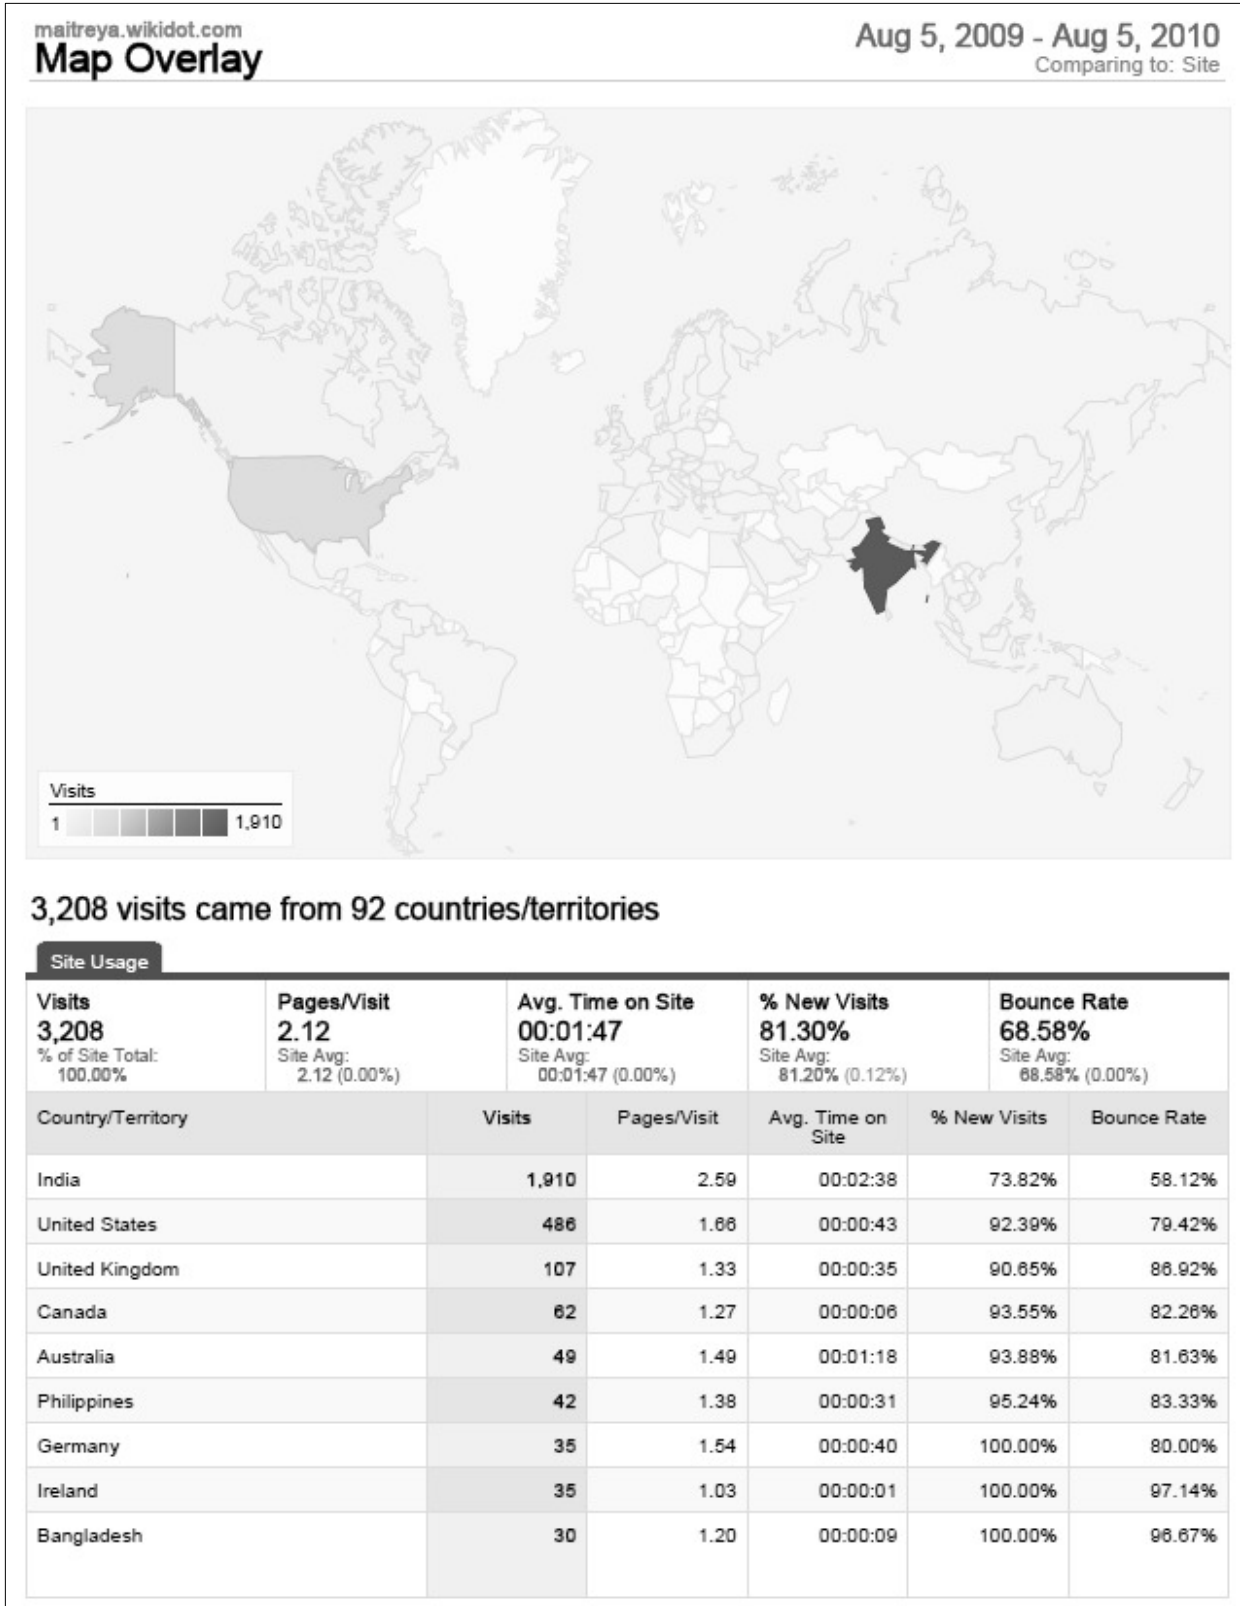 maitreya.wikidot.com
Map Overlay
Aug 5, 2009 - Aug 5, 2010
Comparing to: Site
Visits
1 1,910
3,208 visits came from 92 countries/territories
Site Usage
Visits
3,208
% of Site Total:
100.00%
Pages/Visit
2.12
Site Avg:
2.12 (0.00%)
Avg. Time on Site
00:01:47
Site Avg:
00:01:47 (0.00%)
% New Visits
81.30%
Site Avg:
81.20% (0.12%)
Bounce Rate
68.58%
Site Avg:
68.58% (0.00%)
Country/Territory Visits Pages/Visit Avg. Time on Site % New Visits Bounce Rate
India 1,910 2.59 00:02:38 73.82% 58.12%
United States 486 1.66 00:00:43 92.39% 79.42%
United Kingdom 107 1.33 00:00:35 90.65% 86.92%
Canada 62 1.27 00:00:06 93.55% 82.26%
Australia 49 1.49 00:01:18 93.88% 81.63%
Philippines 42 1.38 00:00:31 95.24% 83.33%
Germany 35 1.54 00:00:40 100.00% 80.00%
Ireland 35 1.03 00:00:01 100.00% 97.14%
Bangladesh 30 1.20 00:00:09 100.00% 96.67%